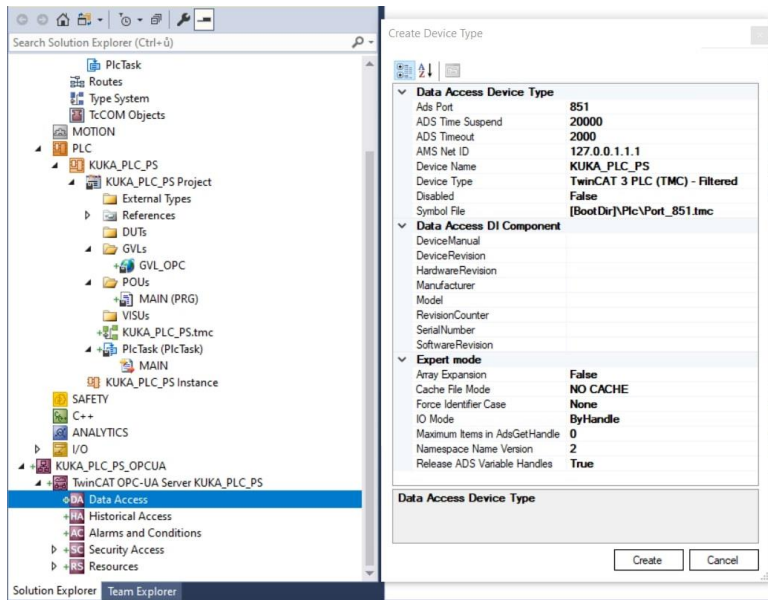 Search Solution Explorer (Ctrl+ů)
PlcTask
Routes
Type System
TcCOM Objects
MOTION
PLC
KUKA_PLC_PS
KUKA_PLC_PS Project
External Types
References
DUTs
GVLs
GVL_OPC
POUs
MAIN (PRG)
VISUs
KUKA_PLC_PS.tmc
PlcTask (PlcTask)
MAIN
KUKA_PLC_PS Instance
SAFETY
C++
ANALYTICS
I/O
KUKA_PLC_PS_OPCUA
TwinCAT OPC-UA Server KUKA_PLC_PS
DA Data Access
HA Historical Access
AC Alarms and Conditions
SC Security Access
RS Resources
Solution Explorer Team Explorer
Create Device Type
Data Access Device Type
Ads Port 851
ADS Time Suspend 20000
ADS Timeout 2000
AMS Net ID 127.0.0.1.1.1
Device Name KUKA_PLC_PS
Device Type TwinCAT 3 PLC (TMC) - Filtered
Disabled False
Symbol File [BootDir]\Plc\Port_851.tmc
Data Access DI Component
DeviceManual
DeviceRevision
HardwareRevision
Manufacturer
Model
RevisionCounter
SerialNumber
SoftwareRevision
Expert mode
Array Expansion False
Cache File Mode NO CACHE
Force Identifier Case None
IO Mode ByHandle
Maximum Items in AdsGetHandle 0
Namespace Name Version 2
Release ADS Variable Handles True
Data Access Device Type
Create Cancel